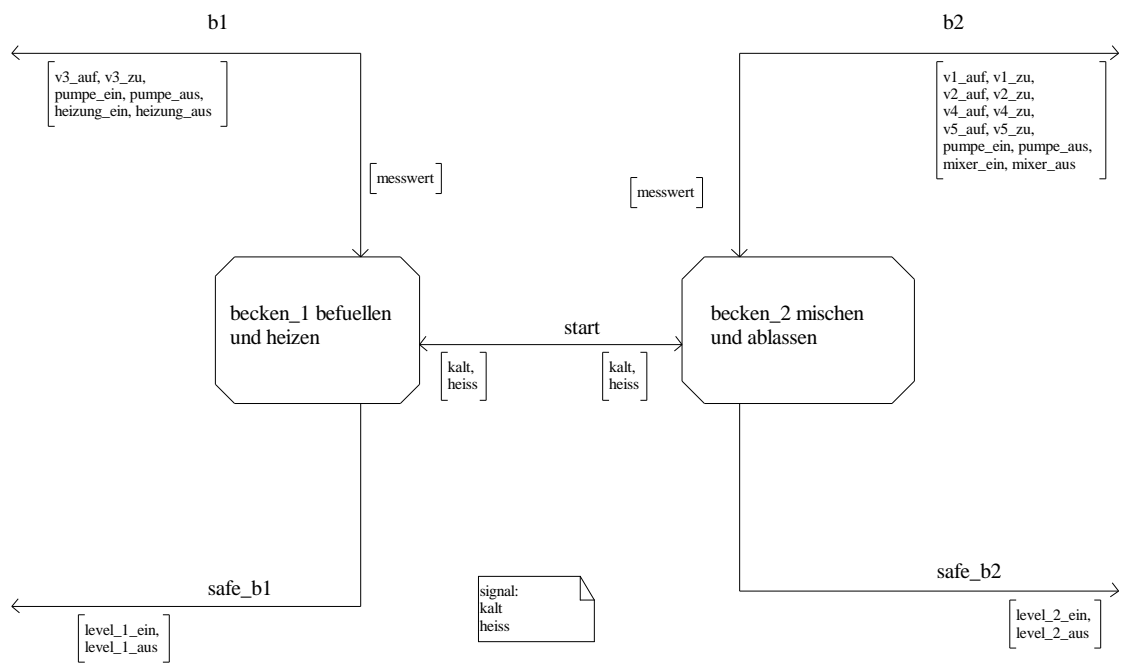 b1
b2
v3_auf, v3_zu,
pumpe_ein, pumpe_aus,
heizung_ein, heizung_aus
v1_auf, v1_zu,
v2_auf, v2_zu,
v4_auf, v4_zu,
v5_auf, v5_zu,
pumpe_ein, pumpe_aus,
mixer_ein, mixer_aus
messwert
messwert
becken_1 befuellen
und heizen
becken_2 mischen
und ablassen
start
kalt,
heiss
kalt,
heiss
safe_b1
level_1_ein,
level_1_aus
signal:
kalt
heiss
safe_b2
level_2_ein,
level_2_aus